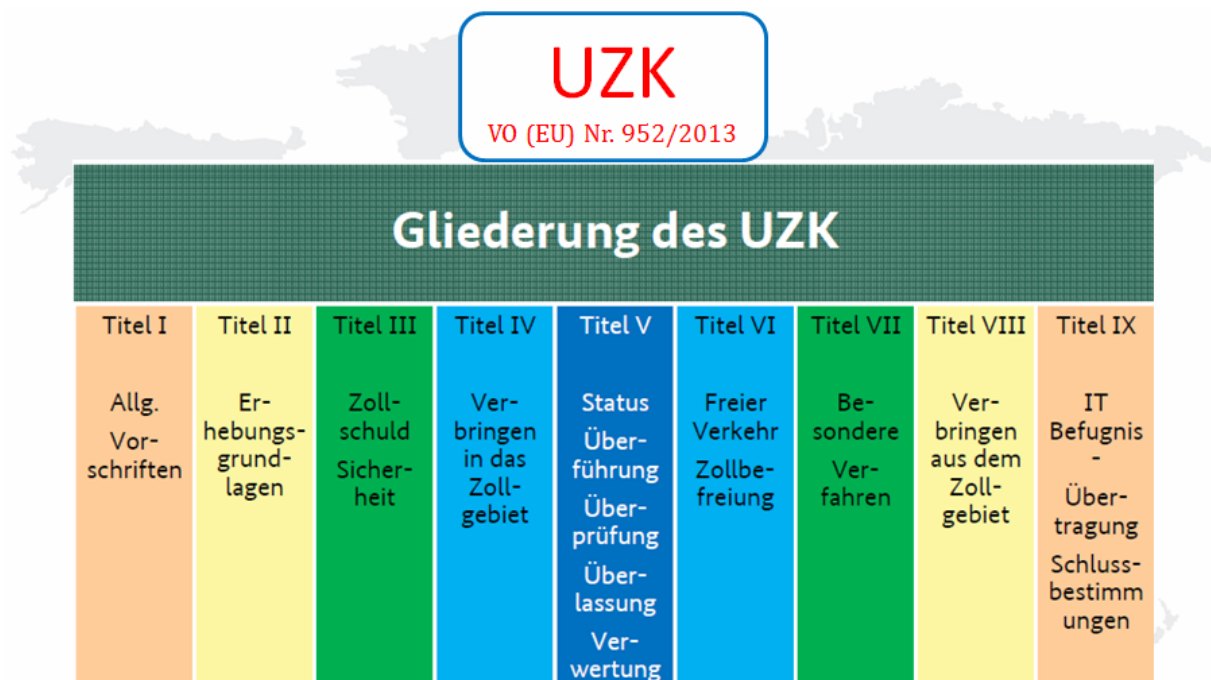 UZK
VO (EU) Nr. 952/2013
Gliederung des UZK
Titel I
Allg.
Vor-
schriften
Titel II
Er-
hebungs-
grund-
lagen
Titel III
Zoll-
schuld
Sicher-
heit
Titel IV
Ver-
bringen
in das
Zoll-
gebiet
Titel V
Status
Über-
führung
Über-
prüfung
Über-
lassung
Ver-
wertung
Titel VI
Freier
Verkehr
Zollbe-
freiung
Titel VII
Be-
sondere
Ver-
fahren
Titel VIII
Ver-
bringen
aus dem
Zoll-
gebiet
Titel IX
IT
Befugnis
-
Über-
tragung
Schluss-
bestimm
ungen